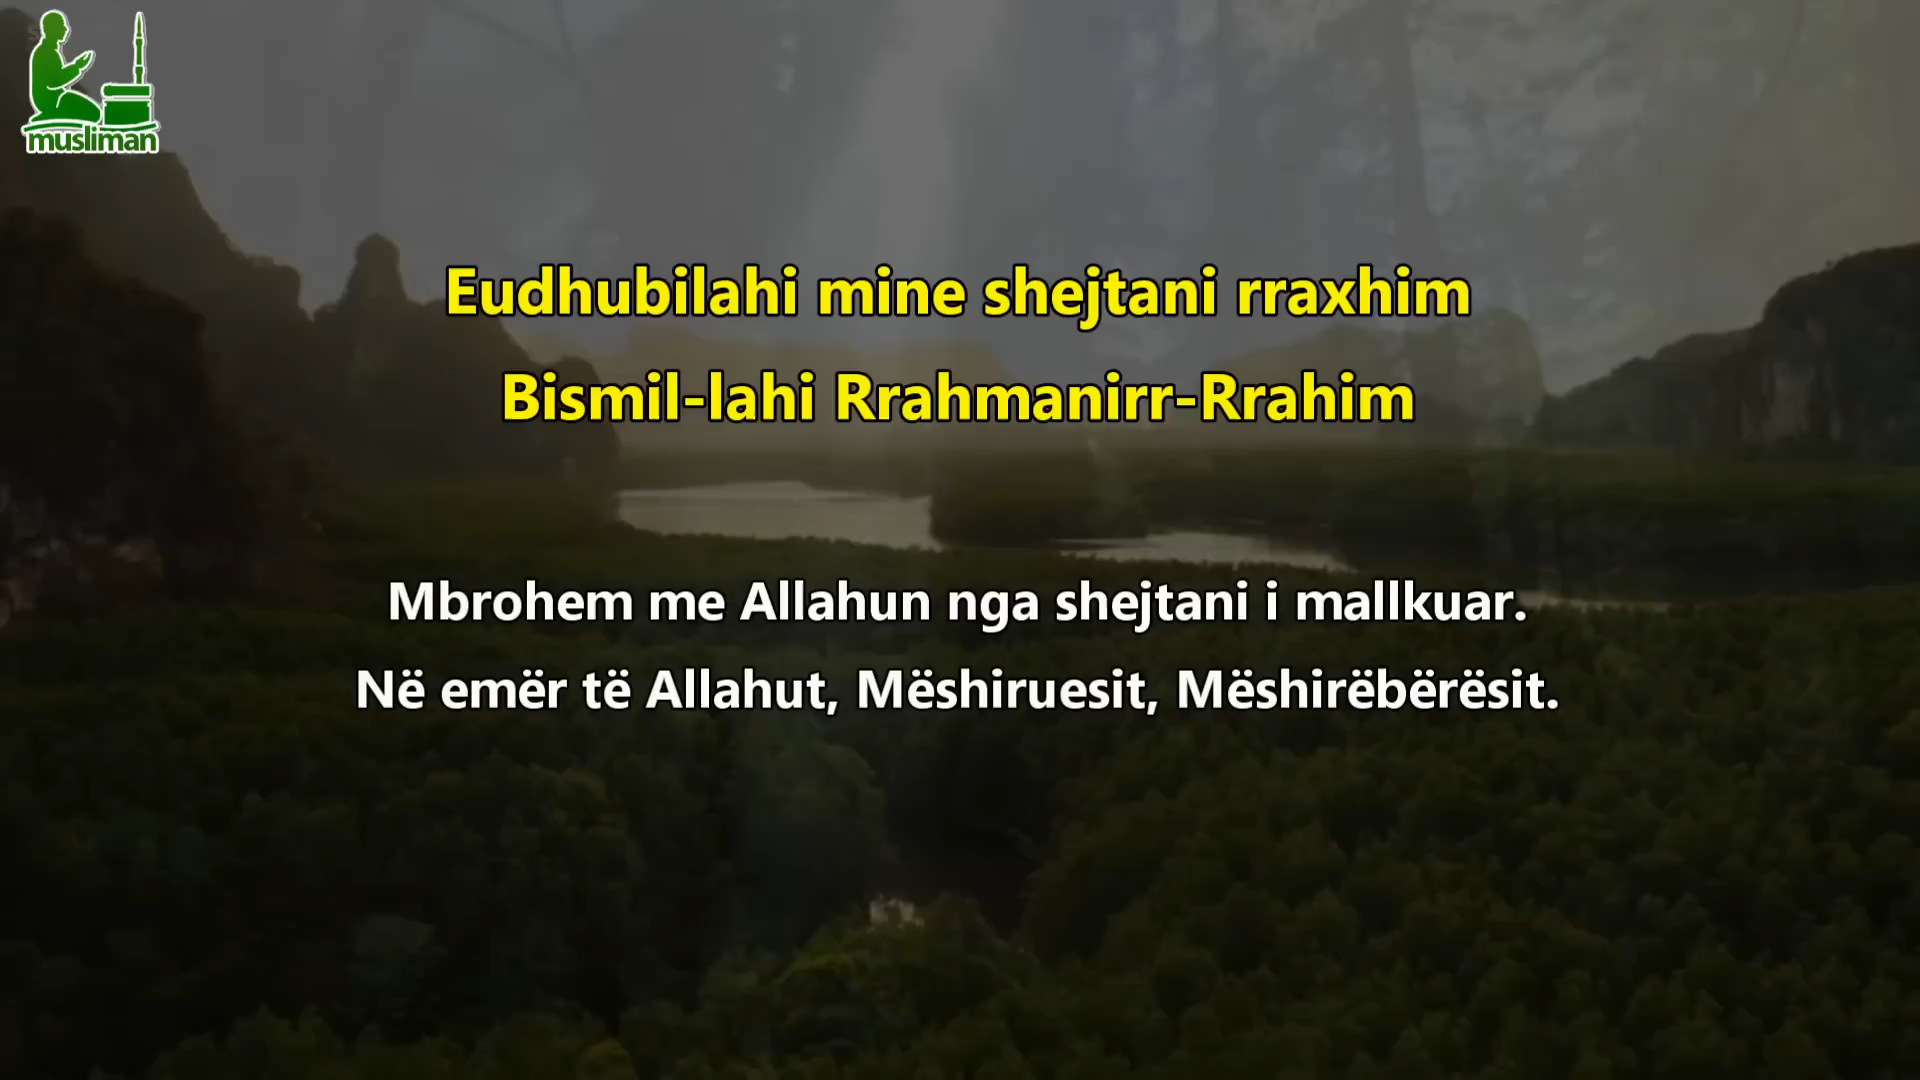 musliman
Eudhubilahi mine shejtani rraxhim
Bismil-lahi Rrahmanirr-Rrahim
Mbrohem me Allahun nga shejtani i mallkuar.
Në emër të Allahut, Mëshiruesit, Mëshirëbërësit.